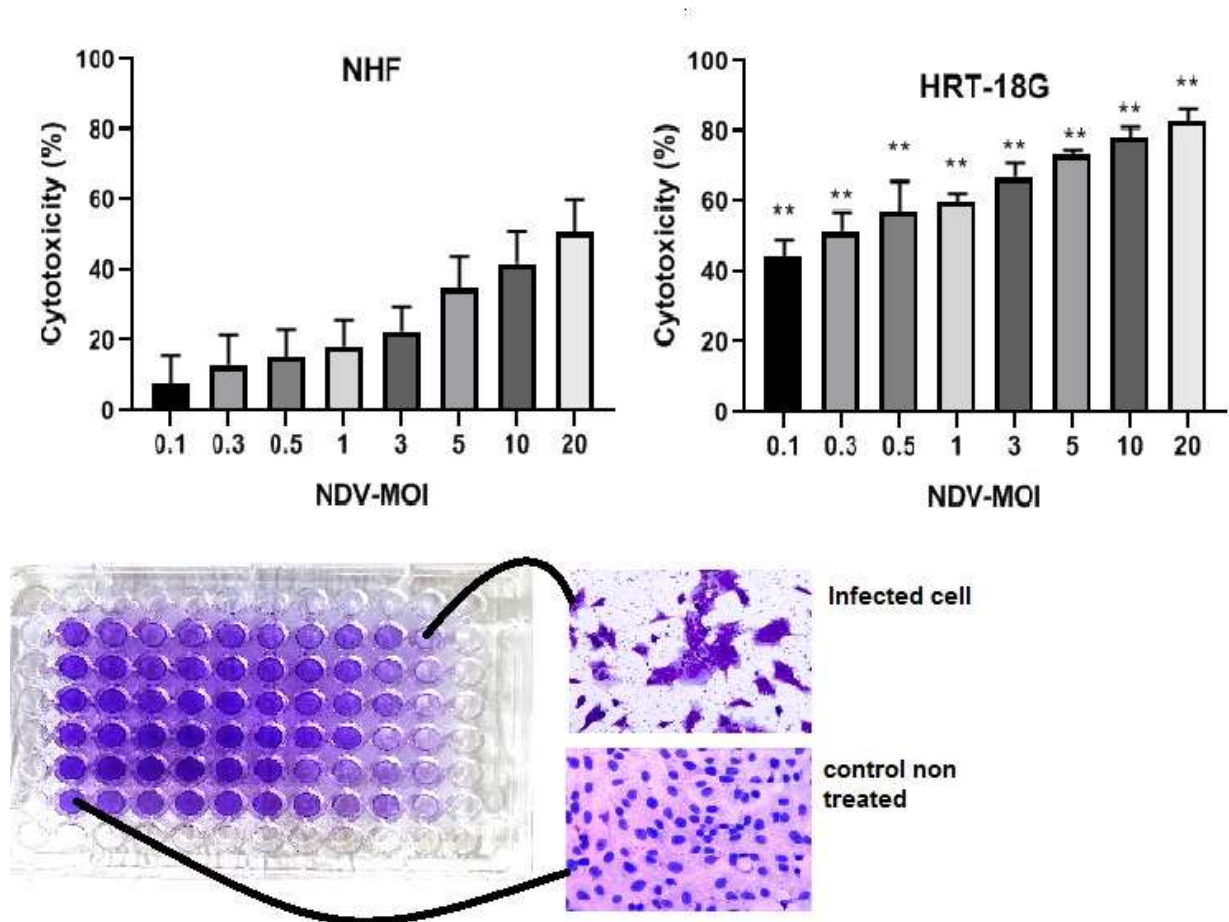 NHF
Cytotoxicity (%)
100
80
60
40
20
0
0.1 0.3 0.5 1 3 5 10 20
NDV-MOI
HRT-18G
Cytotoxicity (%)
100
80
60
40
20
0
** ** ** ** ** ** ** **
0.1 0.3 0.5 1 3 5 10 20
NDV-MOI
Infected cell
control non
treated